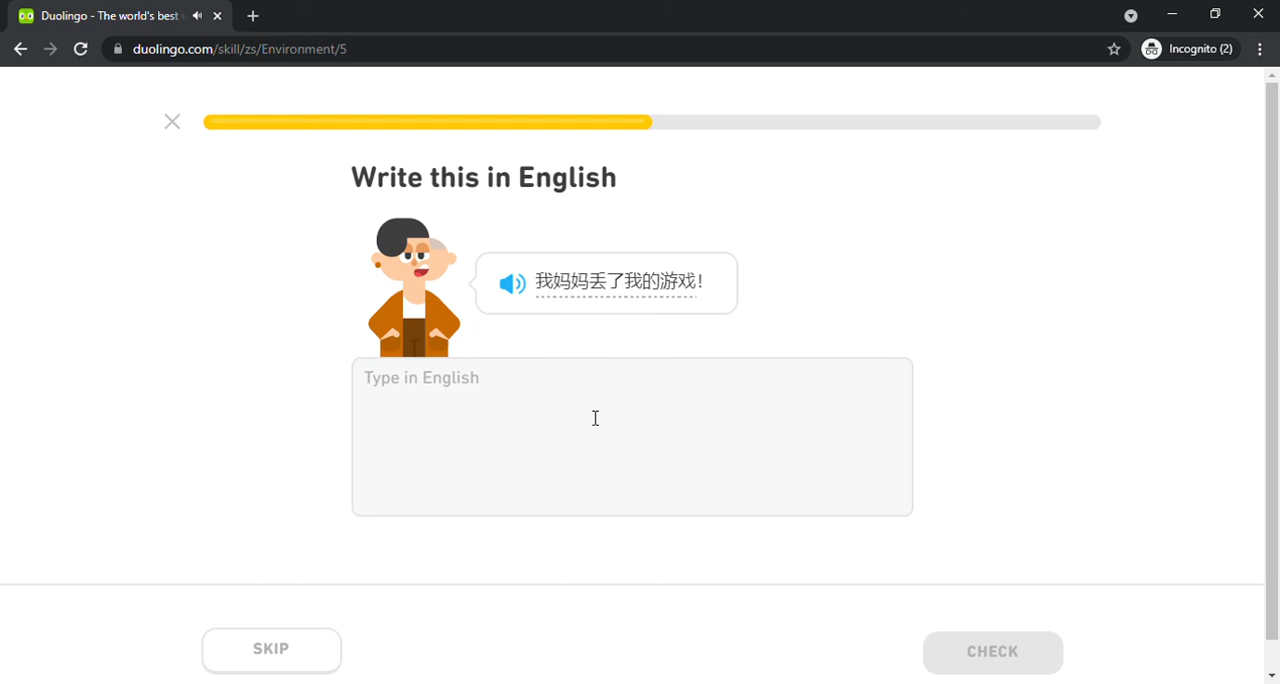 Duolingo - The world's best
duolingo.com/skill/zs/Environment/5
Incognito (2)
Write this in English
我妈妈丢了我的游戏!
Type in English
SKIP
CHECK